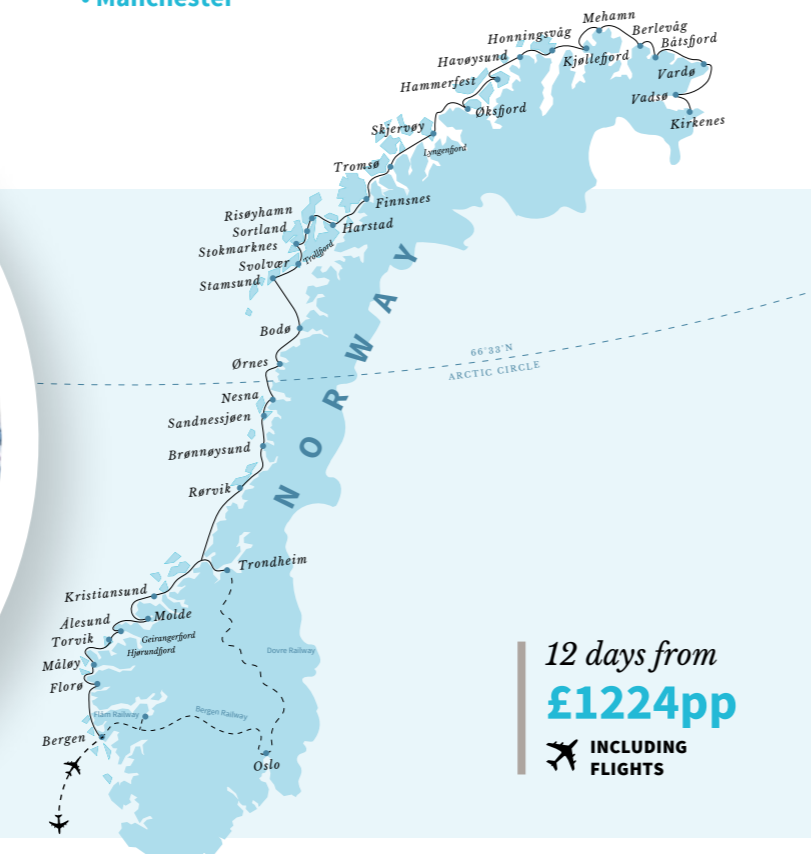 • Manchester
Mehamn
Honningsvåg
Berlevåg
Båtsfjord
Havøysund
Kjøllefjord
Vardø
Hammerfest
Vadsø
Øksfjord
Kirkenes
Skjervøy
Lyngenfjord
Tromsø
Finnsnes
Risøyhamn
Harstad
Sortland
Stokmarknes
Trollfjord
Svolvær
Stamsund
NORWAY
Bodø
66°33'N
ARCTIC CIRCLE
Ørnes
Nesna
Sandnessjøen
Brønnøysund
Rørvik
Trondheim
Kristiansund
Molde
Ålesund
Torvik
Geirangerfjord
Hjørundfjord
Dovre Railway
Måløy
Florø
Flåm Railway
Bergen Railway
Bergen
Oslo
12 days from
£1224pp
INCLUDING
FLIGHTS